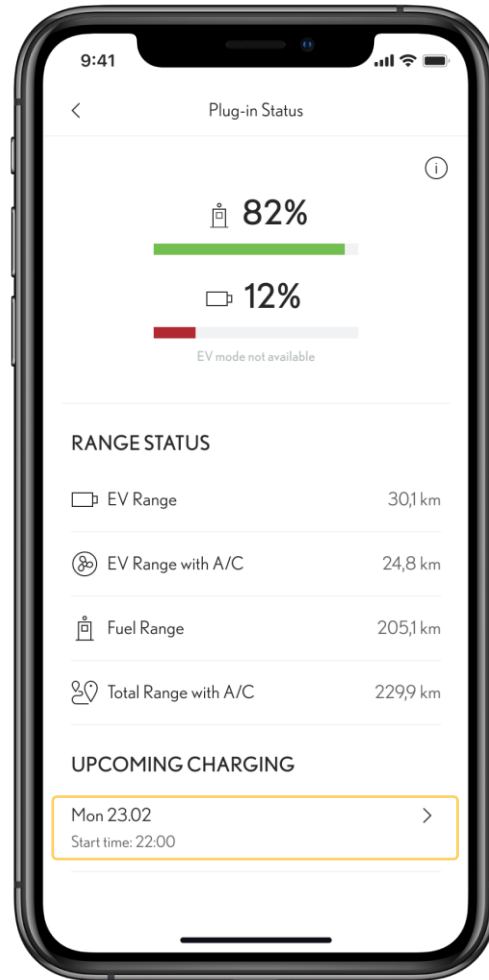 9:41
Plug-in Status
82%
12%
EV mode not available
RANGE STATUS
EV Range 30,1 km
EV Range with A/C 24,8 km
Fuel Range 205,1 km
Total Range with A/C 229,9 km
UPCOMING CHARGING
Mon 23.02
Start time: 22:00